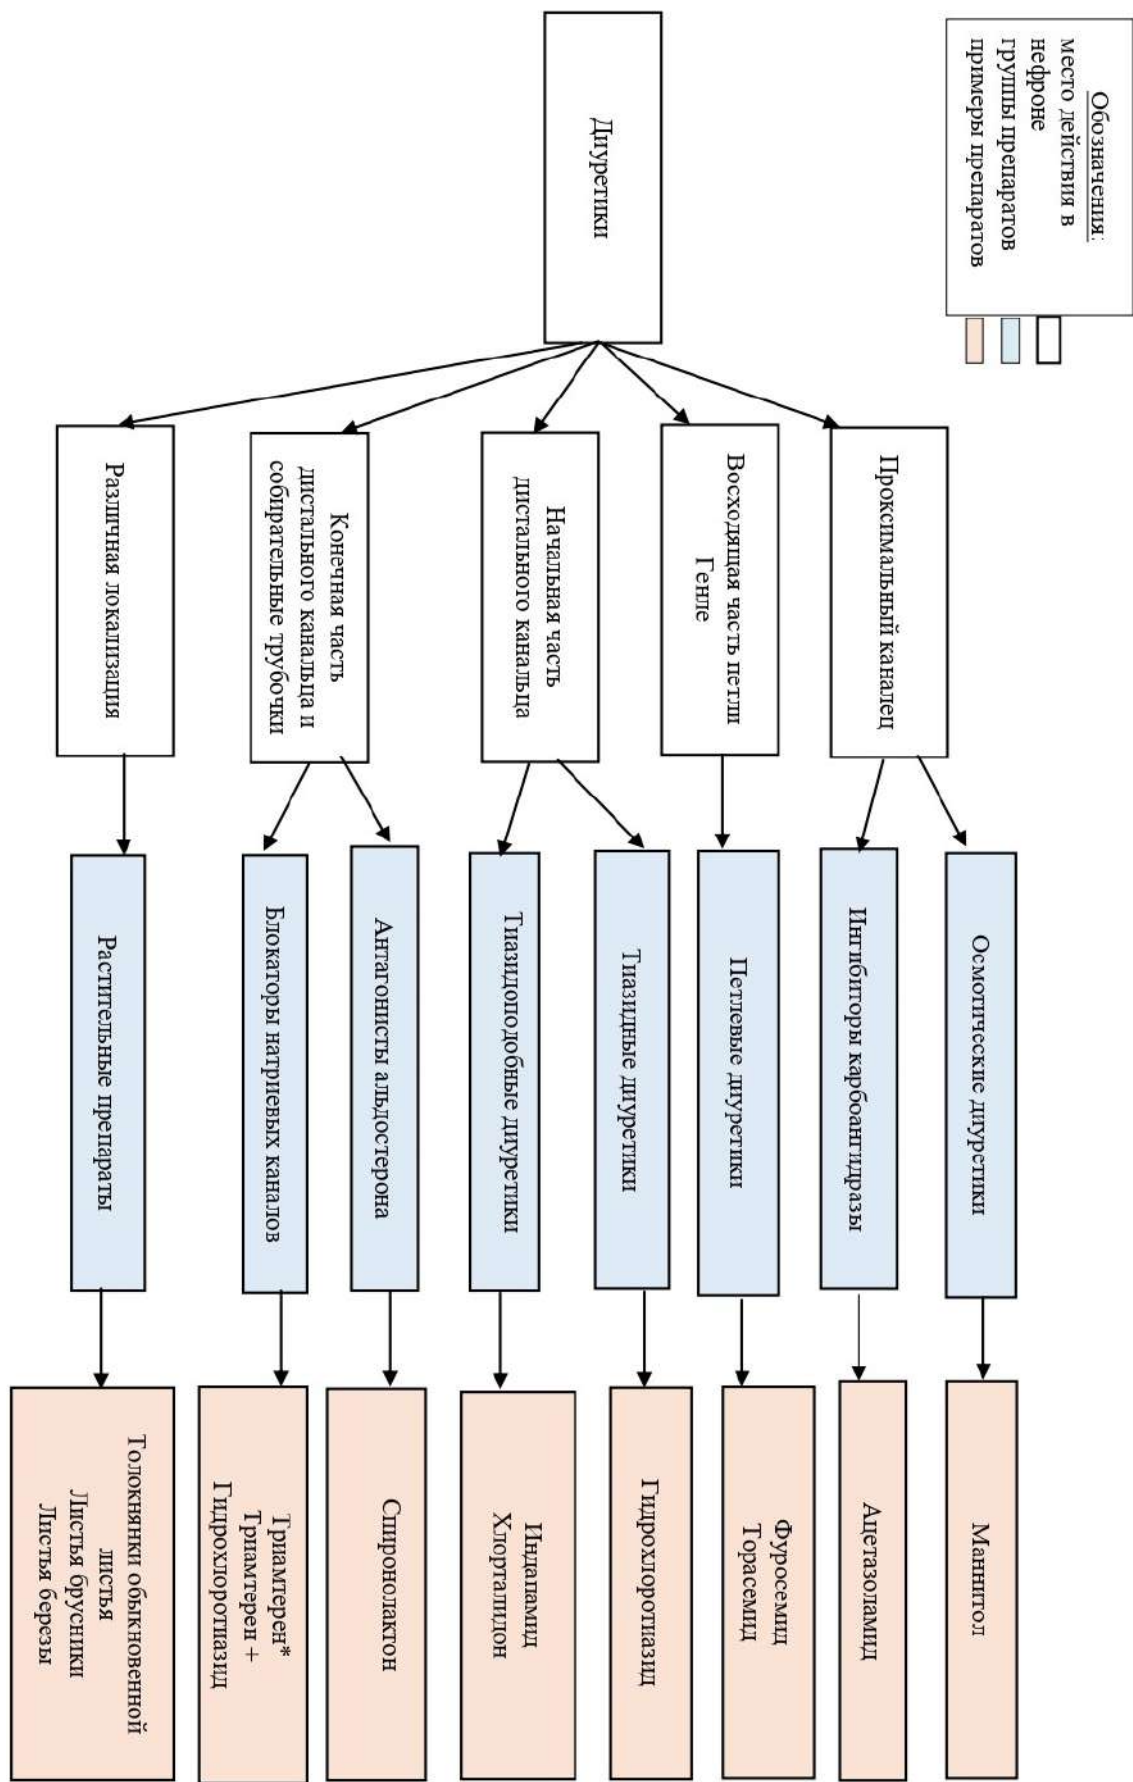 Обозначения:
место действия в
нефроне
группы препаратов
примеры препаратов
Диуретики
Проксимальный каналец
Восходящая часть петли
Генле
Начальная часть
дистального канальца
Конечная часть
дистального канальца и
собирательные трубочки
Различная локализация
Осмотические диуретики
Ингибиторы карбоангидразы
Петлевые диуретики
Тиазидные диуретики
Тиазидоподобные диуретики
Антагонисты альдостерона
Блокаторы натриевых каналов
Растительные препараты
Маннитол
Ацетазоламид
Фуросемид
Торасемид
Гидрохлоротиазид
Индапамид
Хлорталидон
Спиронолактон
Триамтерен*
Триамтерен +
Гидрохлоротиазид
Толокнянки обыкновенной
листья
Листья брусники
Листья березы